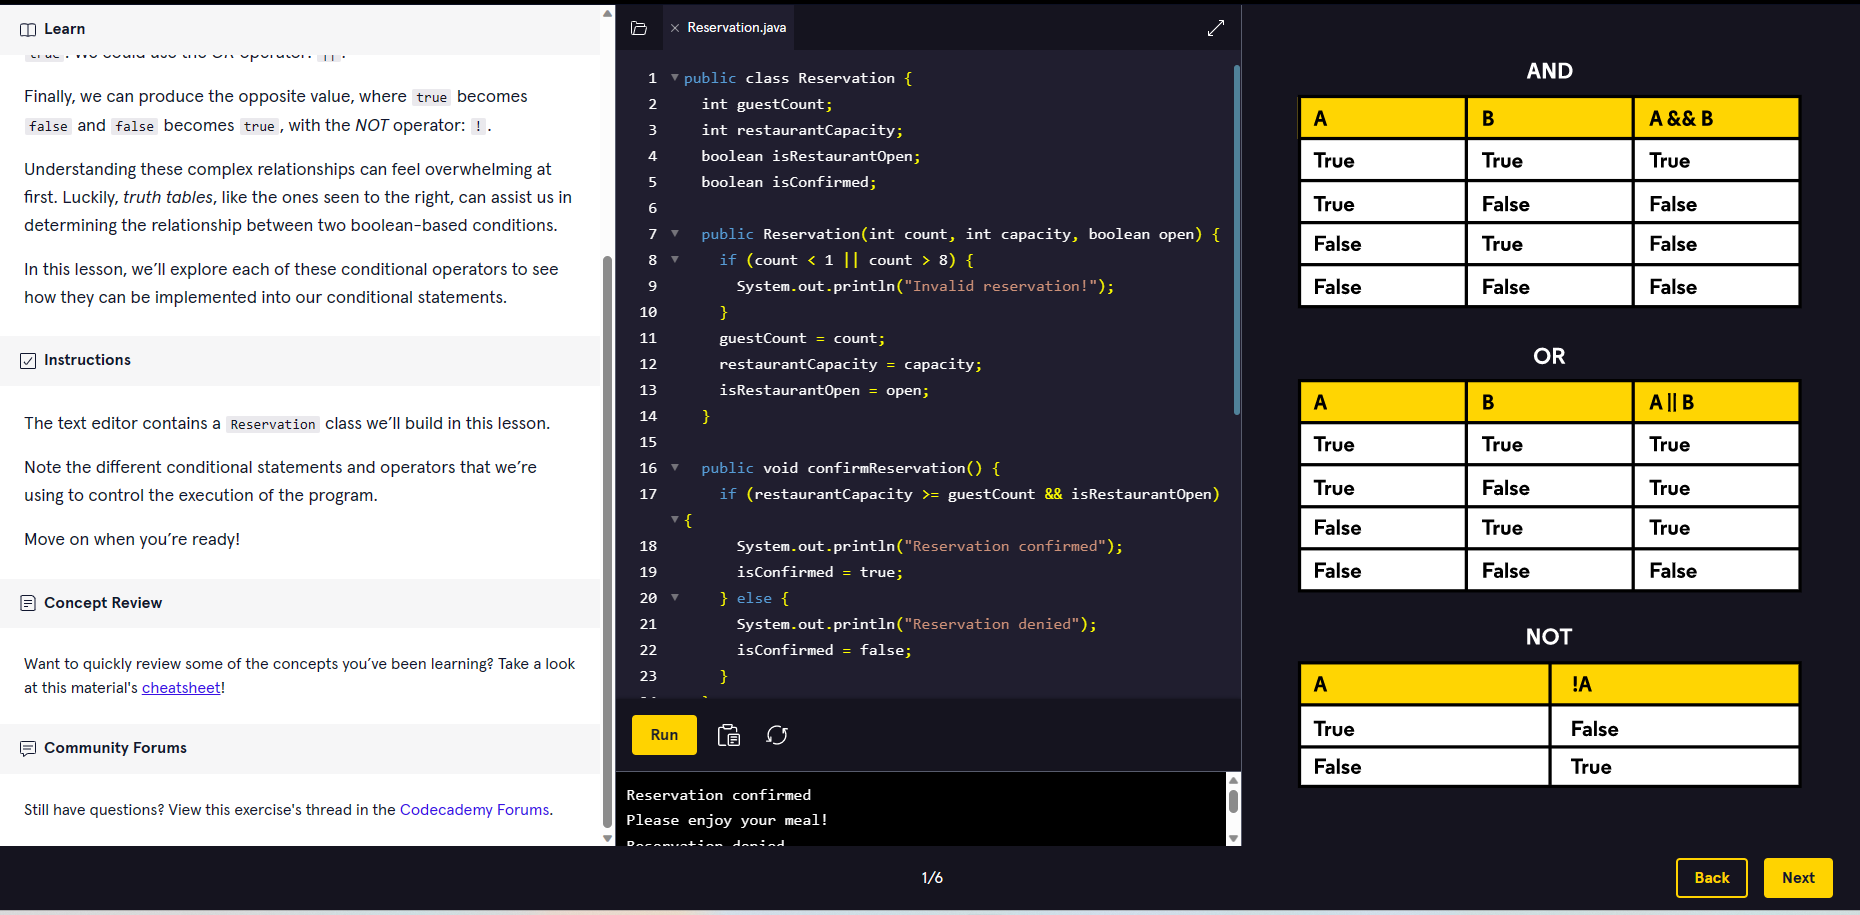 Learn
true. We could use the OR operator: ||.
Finally, we can produce the opposite value, where true becomes
false and false becomes true, with the NOT operator: !.
Understanding these complex relationships can feel overwhelming at
first. Luckily, truth tables, like the ones seen to the right, can assist us in
determining the relationship between two boolean-based conditions.
In this lesson, we’ll explore each of these conditional operators to see
how they can be implemented into our conditional statements.
Instructions
The text editor contains a Reservation class we’ll build in this lesson.
Note the different conditional statements and operators that we’re
using to control the execution of the program.
Move on when you’re ready!
Concept Review
Want to quickly review some of the concepts you’ve been learning? Take a look
at this material's cheatsheet!
Community Forums
Still have questions? View this exercise's thread in the Codecademy Forums.
Reservation.java
1 public class Reservation {
2 int guestCount;
3 int restaurantCapacity;
4 boolean isRestaurantOpen;
5 boolean isConfirmed;
6
7 public Reservation(int count, int capacity, boolean open) {
8 if (count < 1 || count > 8) {
9 System.out.println("Invalid reservation!");
10 }
11 guestCount = count;
12 restaurantCapacity = capacity;
13 isRestaurantOpen = open;
14 }
15
16 public void confirmReservation() {
17 if (restaurantCapacity >= guestCount && isRestaurantOpen)
{
18 System.out.println("Reservation confirmed");
19 isConfirmed = true;
20 } else {
21 System.out.println("Reservation denied");
22 isConfirmed = false;
23 }
Run
Reservation confirmed
Please enjoy your meal!
Reservation denied
AND
A B A && B
True True True
True False False
False True False
False False False
OR
A B A || B
True True True
True False True
False True True
False False False
NOT
A !A
True False
False True
1/6
Back
Next